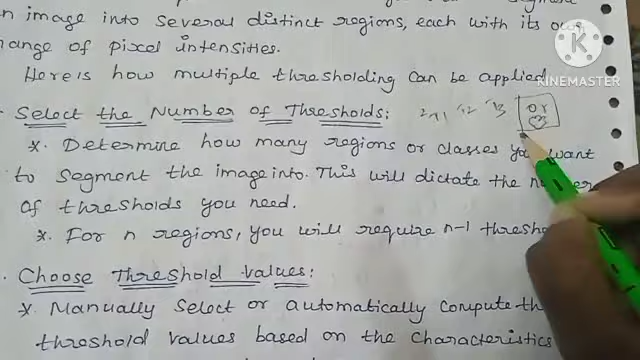 n image into several distinct regions, each with its own
range of pixel intensities.
Here is how multiple thresholding can be applied
KINEMASTER
Select the Number of Thresholds:
* Determine how many regions or classes you want
to segment the image into. This will dictate the number
of thresholds you need.
* For n regions, you will require n-1 thresh
Choose Threshold Values:
* Manually select or automatically compute th
threshold values based on the characteristics